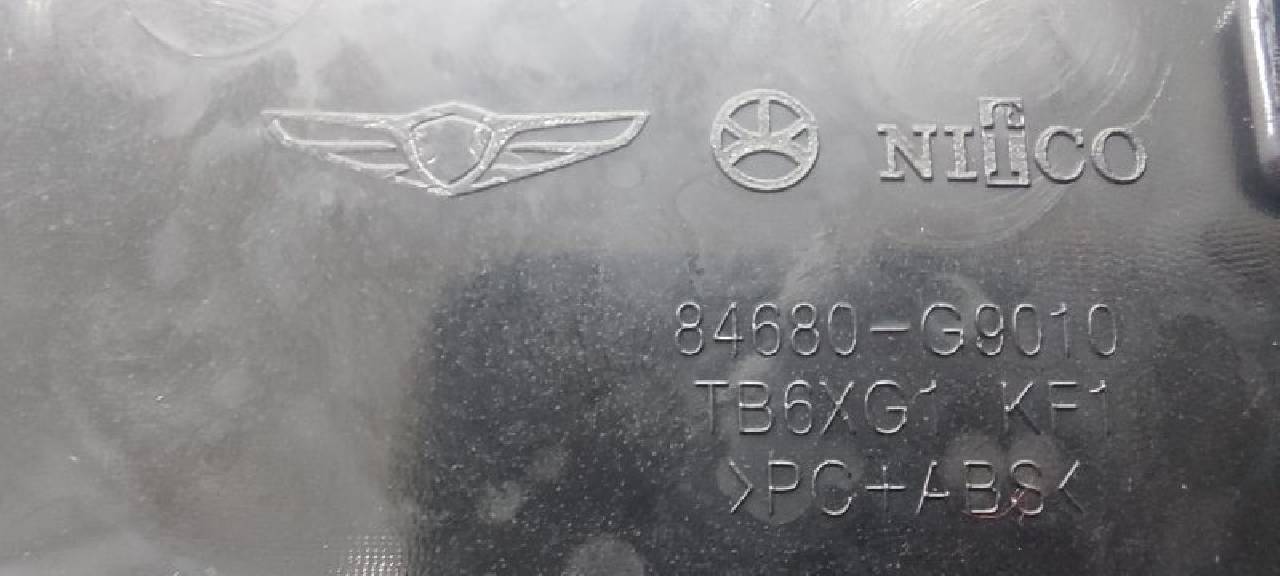 NIfCO
84680-G9010
TB6XG1 KF1
>PC+ABS<